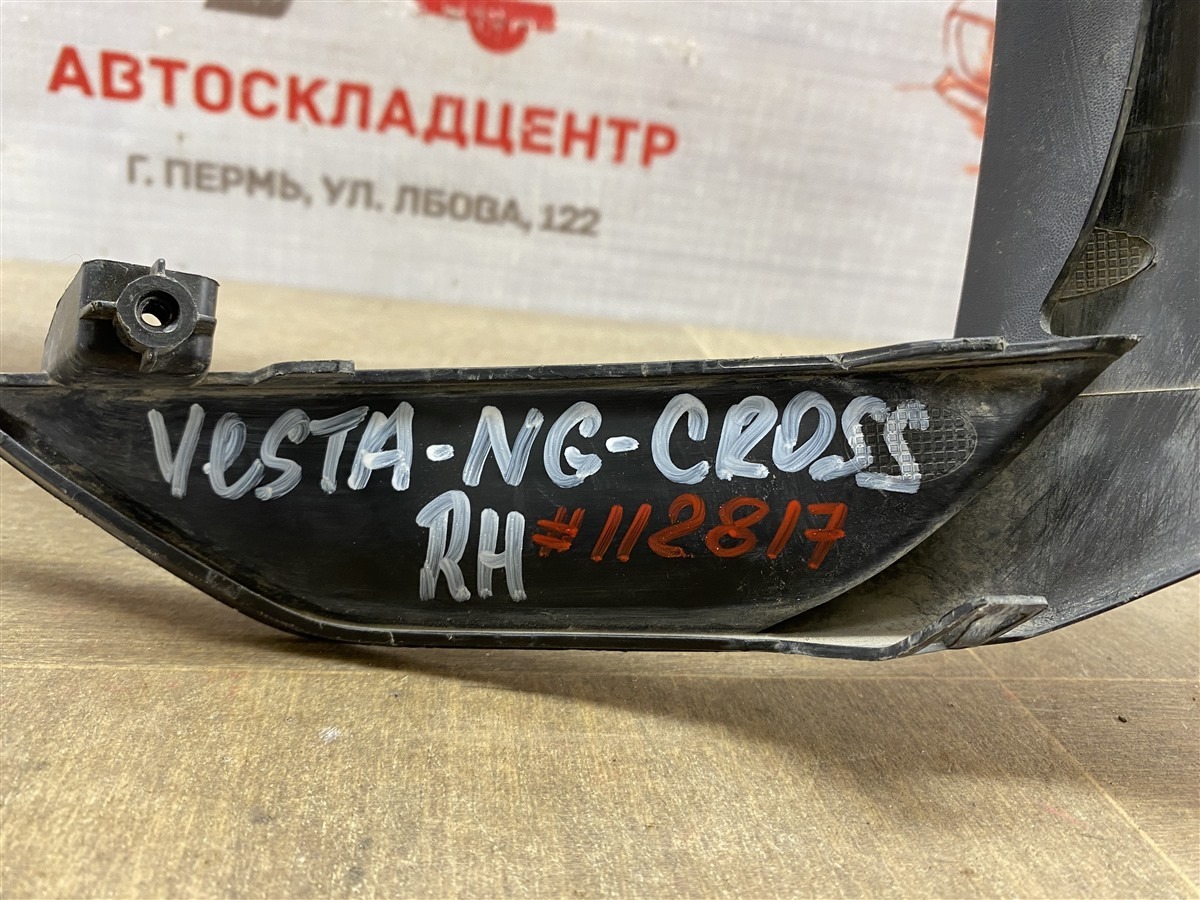 АВТОСКЛАДЦЕНТР
Г. ПЕРМЬ, УЛ. ЛБОВА, 122
VESTA-NG-CROSS
RH #112817